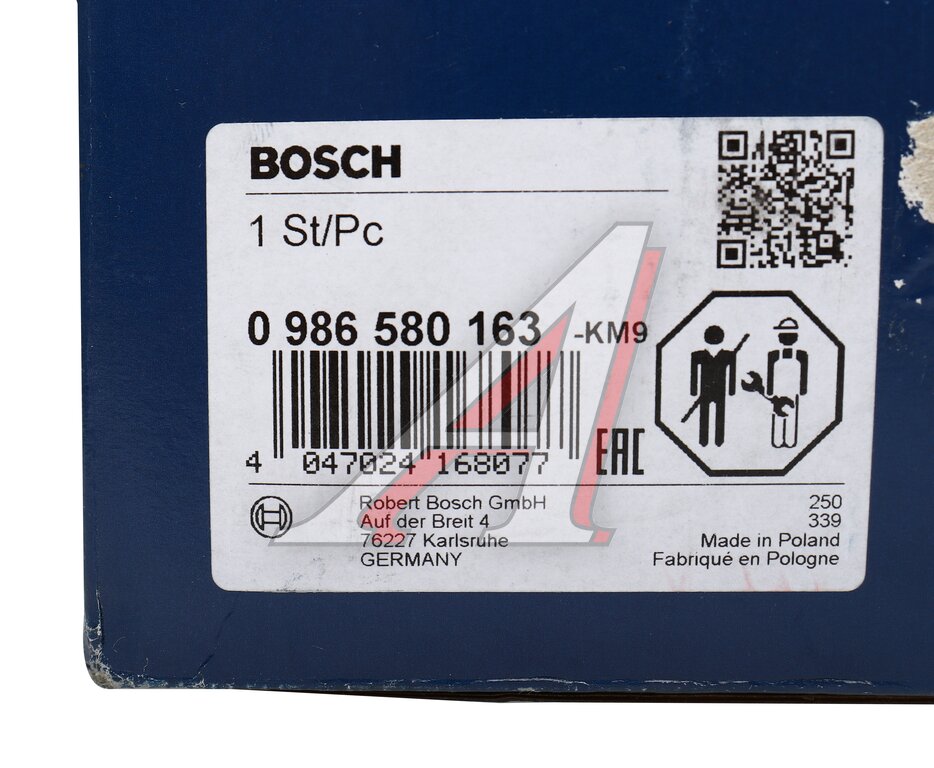 BOSCH
1 St/Pc
0 986 580 163 -KM9
4 047024 168077
EAC
Robert Bosch GmbH
Auf der Breit 4
76227 Karlsruhe
GERMANY
250
339
Made in Poland
Fabriqué en Pologne